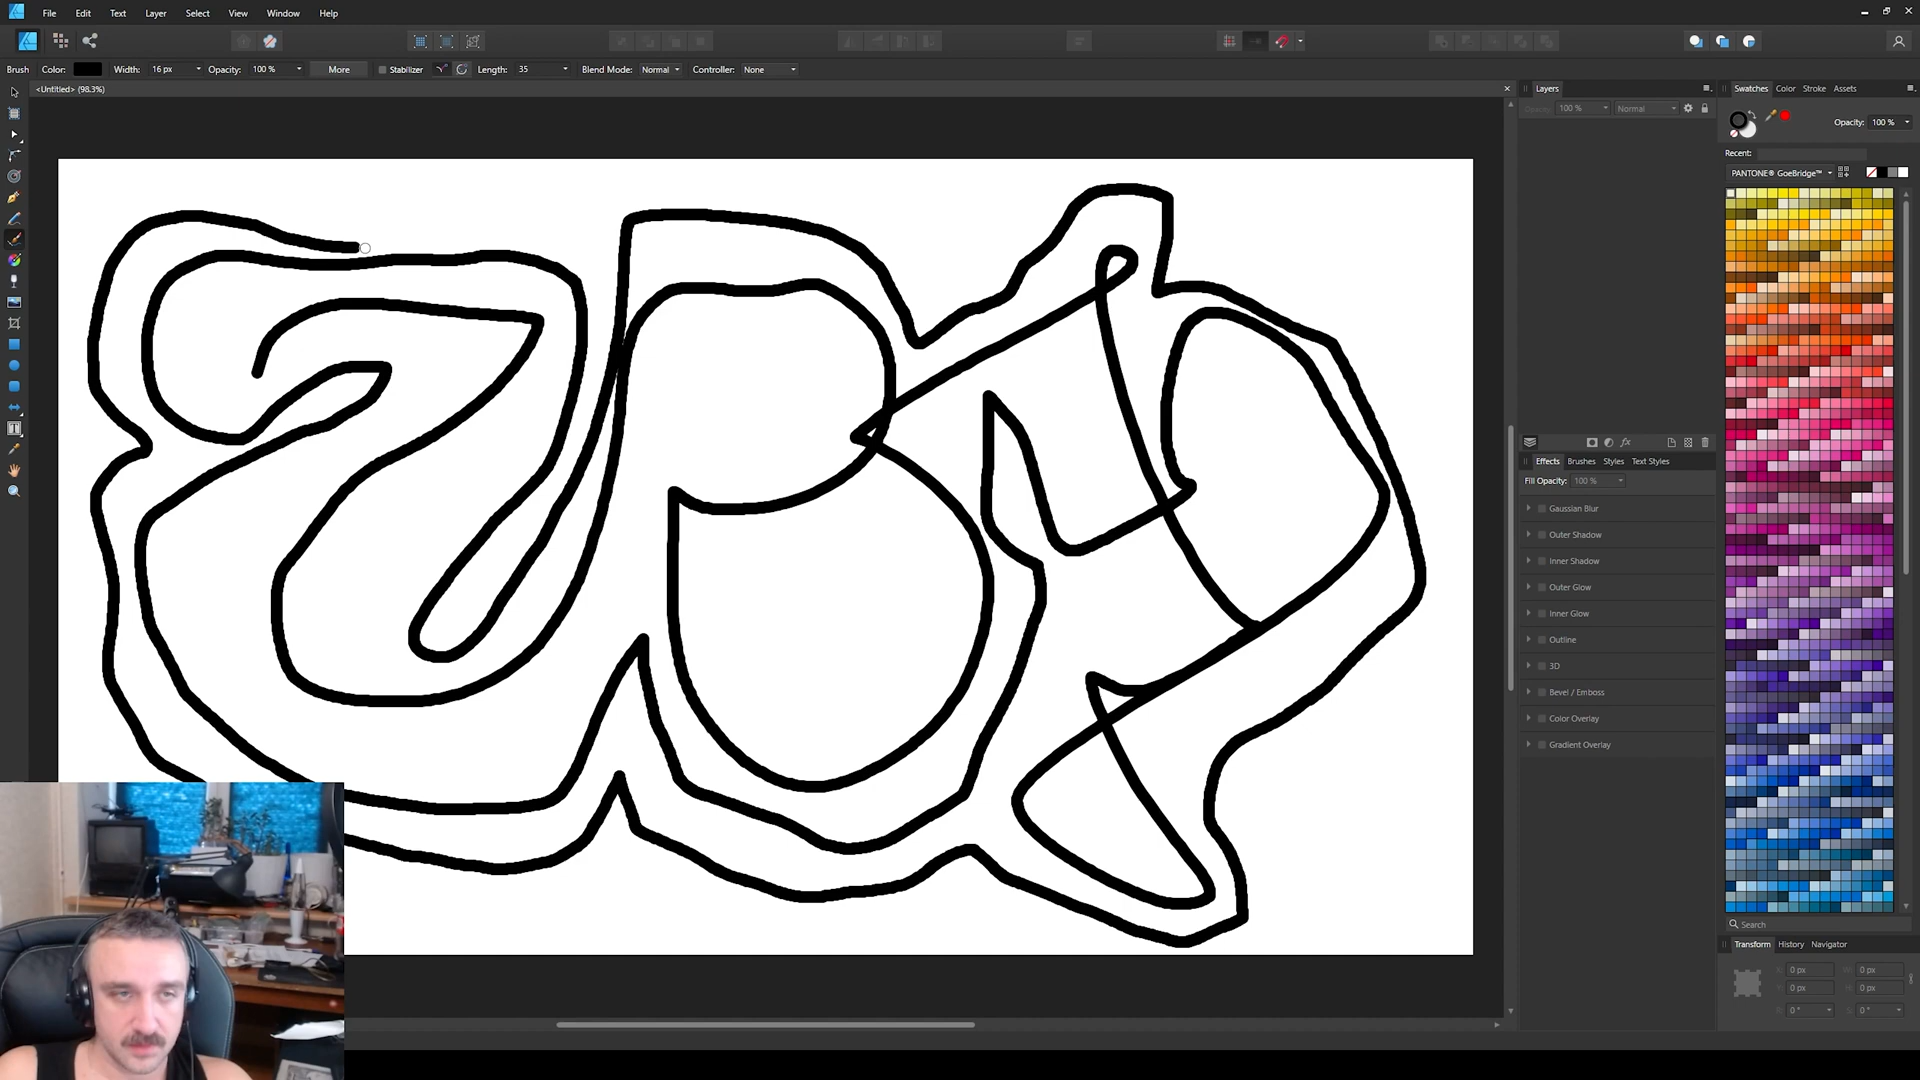 File Edit Text Layer Select View Window Help
Brush Color: Width: 16 px Opacity: 100 % More Stabilizer Length: 35 Blend Mode: Normal Controller: None
<Untitled> (98.3%)
Layers
Opacity: 100 % Normal
Effects Brushes Styles Text Styles
Fill Opacity: 100 %
Gaussian Blur
Outer Shadow
Inner Shadow
Outer Glow
Inner Glow
Outline
3D
Bevel / Emboss
Color Overlay
Gradient Overlay
Swatches Color Stroke Assets
Opacity: 100 %
Recent:
PANTONE® GoeBridge™
Search
Transform History Navigator
X: 0 px W: 0 px
Y: 0 px H: 0 px
R: 0 ° S: 0 °